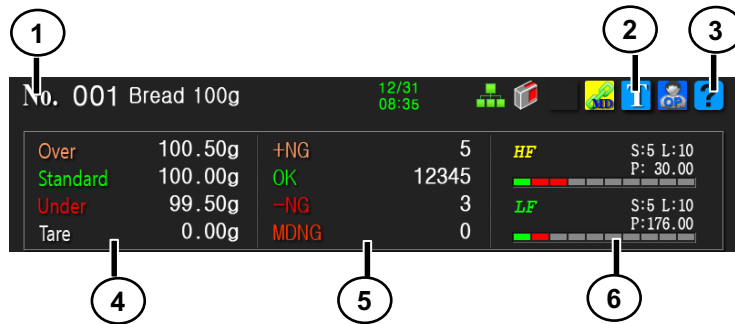 1 2 3
No. 001 Bread 100g 12/31 MD T OP ?
08:35
Over 100.50g +NG 5 HF S:5 L:10
P: 30.00
Standard 100.00g OK 12345
Under 99.50g -NG 3 LF S:5 L:10
P:176.00
Tare 0.00g MDNG 0
4 5 6